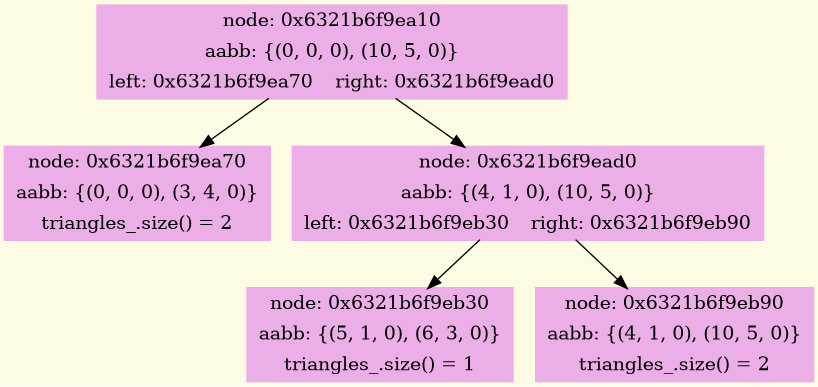 node: 0x6321b6f9ea10
aabb: {(0, 0, 0), (10, 5, 0)}
left: 0x6321b6f9ea70 right: 0x6321b6f9ead0
node: 0x6321b6f9ea70
aabb: {(0, 0, 0), (3, 4, 0)}
triangles_.size() = 2
node: 0x6321b6f9ead0
aabb: {(4, 1, 0), (10, 5, 0)}
left: 0x6321b6f9eb30 right: 0x6321b6f9eb90
node: 0x6321b6f9eb30
aabb: {(5, 1, 0), (6, 3, 0)}
triangles_.size() = 1
node: 0x6321b6f9eb90
aabb: {(4, 1, 0), (10, 5, 0)}
triangles_.size() = 2